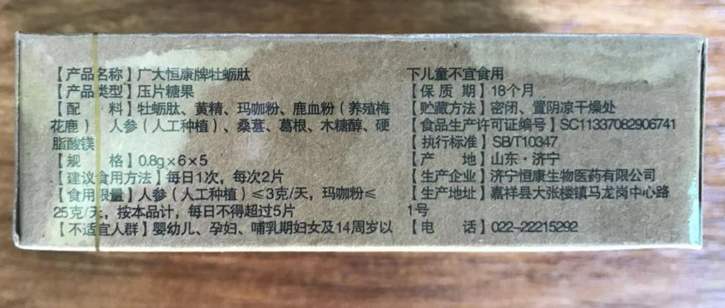 【产品名称】广大恒康牌牡蛎肽
【产品类型】压片糖果
【配　　料】牡蛎肽、黄精、玛咖粉、鹿血粉（养殖梅
花鹿）、人参（人工种植）、桑葚、葛根、木糖醇、硬
脂酸镁
【规　　格】0.8g×6×5
【建议食用方法】每日1次，每次2片
【食用限量】人参（人工种植）≤3克/天，玛咖粉≤
25克/天，按本品计，每日不得超过5片
【不适宜人群】婴幼儿、孕妇、哺乳期妇女及14周岁以
下儿童不宜食用
【保 质 期】18个月
【贮藏方法】密闭、置阴凉干燥处
【食品生产许可证编号】SC11337082906741
【执行标准】SB/T10347
【产　　地】山东·济宁
【生产企业】济宁恒康生物医药有限公司
【生产地址】嘉祥县大张楼镇马龙岗中心路
1号
【电　　话】022-22215292